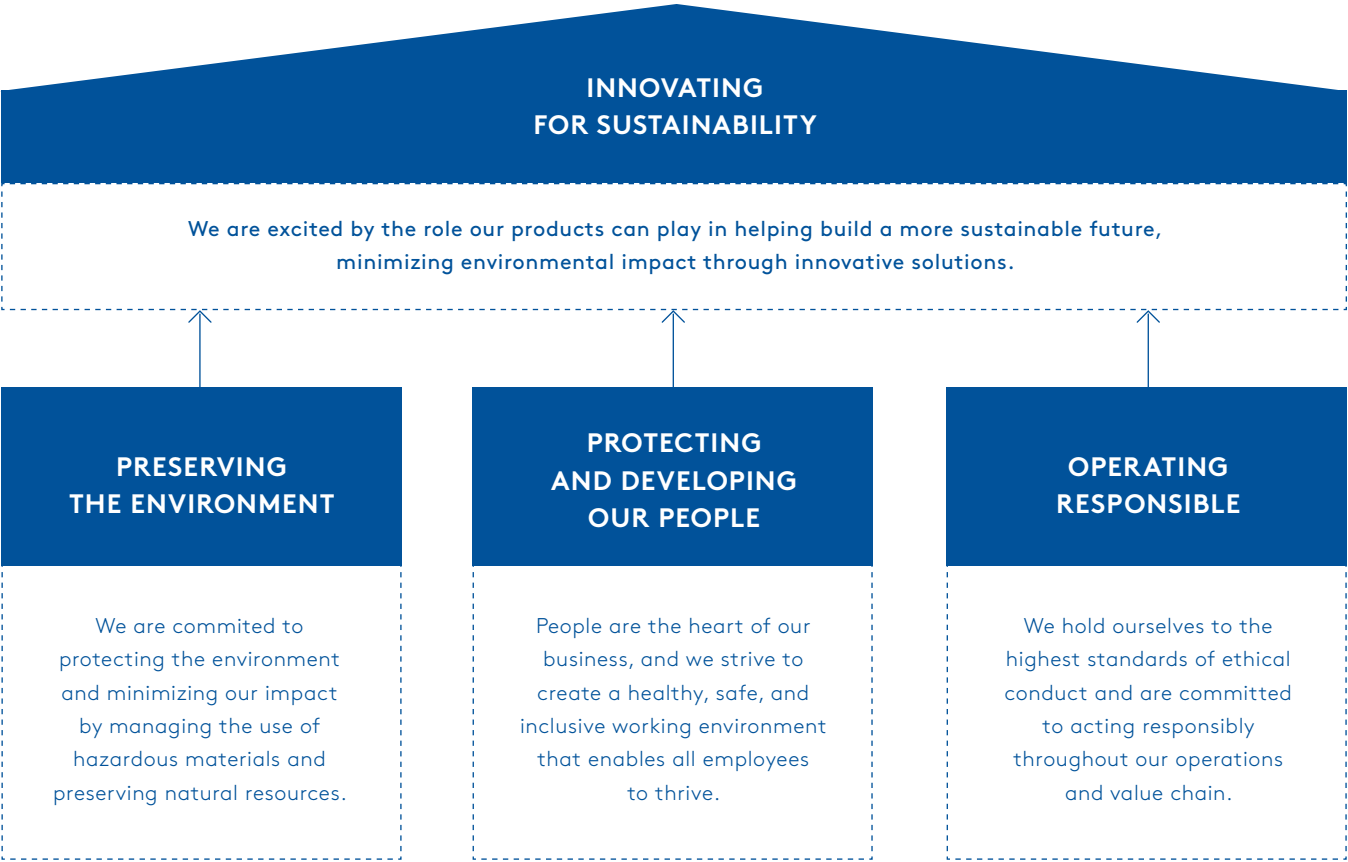 INNOVATING
FOR SUSTAINABILITY
We are excited by the role our products can play in helping build a more sustainable future,
minimizing environmental impact through innovative solutions.
PRESERVING
THE ENVIRONMENT
We are commited to
protecting the environment
and minimizing our impact
by managing the use of
hazardous materials and
preserving natural resources.
PROTECTING
AND DEVELOPING
OUR PEOPLE
People are the heart of our
business, and we strive to
create a healthy, safe, and
inclusive working environment
that enables all employees
to thrive.
OPERATING
RESPONSIBLE
We hold ourselves to the
highest standards of ethical
conduct and are committed
to acting responsibly
throughout our operations
and value chain.